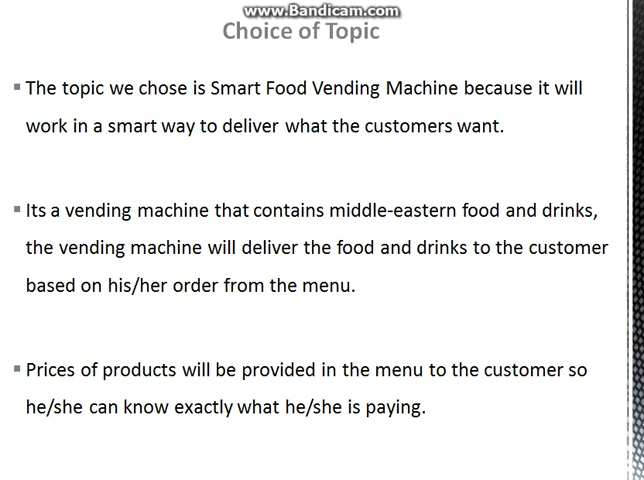 www.Bandicam.com
Choice of Topic
▪ The topic we chose is Smart Food Vending Machine because it will
work in a smart way to deliver what the customers want.
▪ Its a vending machine that contains middle-eastern food and drinks,
the vending machine will deliver the food and drinks to the customer
based on his/her order from the menu.
▪ Prices of products will be provided in the menu to the customer so
he/she can know exactly what he/she is paying.